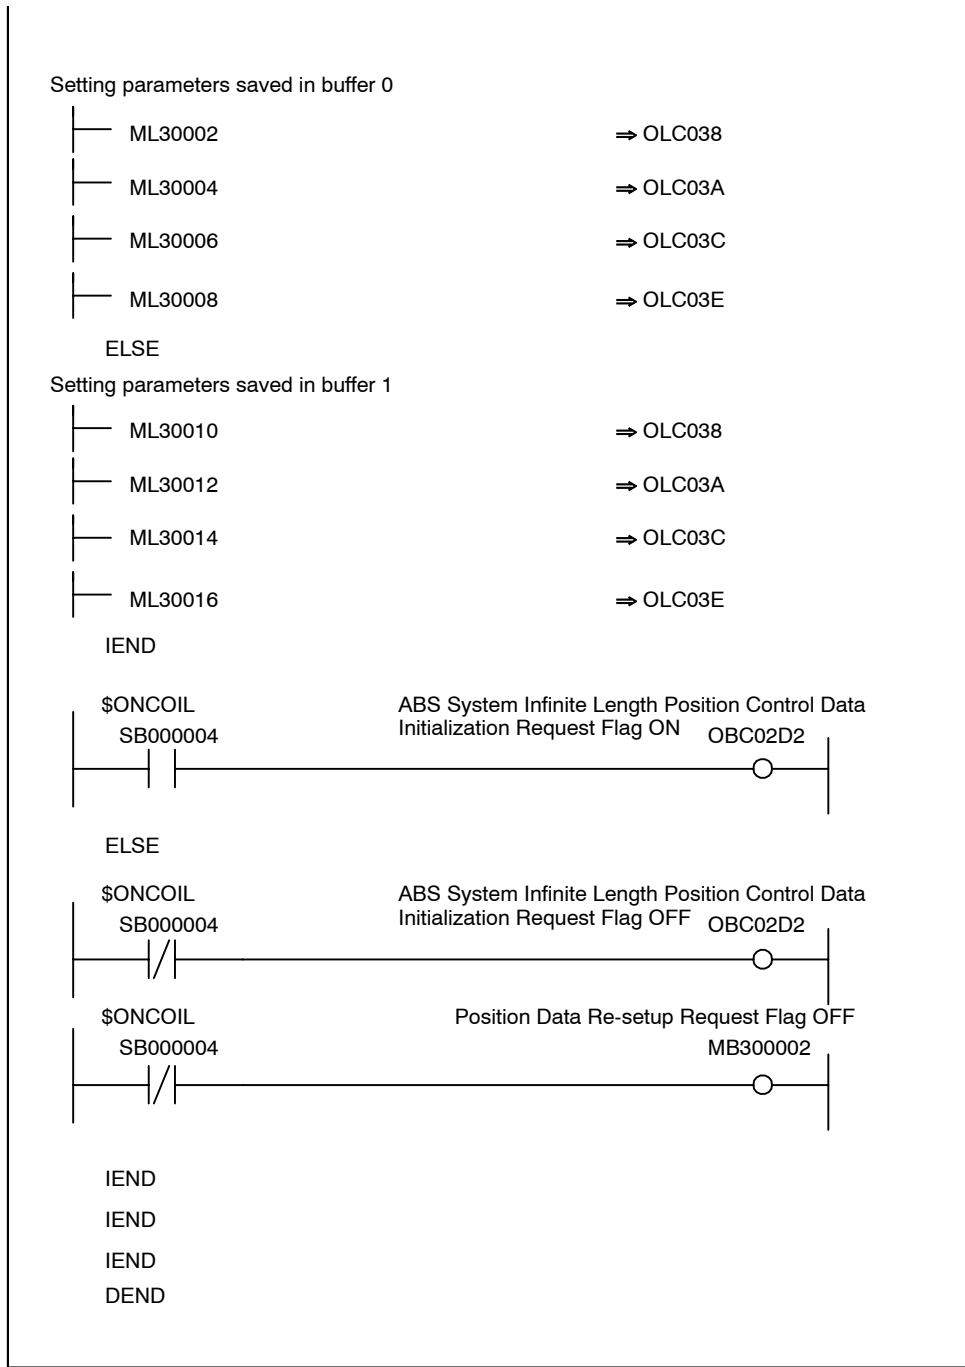 Setting parameters saved in buffer 0
ML30002 ⇒ OLC038
ML30004 ⇒ OLC03A
ML30006 ⇒ OLC03C
ML30008 ⇒ OLC03E
ELSE
Setting parameters saved in buffer 1
ML30010 ⇒ OLC038
ML30012 ⇒ OLC03A
ML30014 ⇒ OLC03C
ML30016 ⇒ OLC03E
IEND
$ONCOIL ABS System Infinite Length Position Control Data
SB000004 Initialization Request Flag ON OBC02D2
ELSE
$ONCOIL ABS System Infinite Length Position Control Data
SB000004 Initialization Request Flag OFF OBC02D2
$ONCOIL Position Data Re-setup Request Flag OFF
SB000004 MB300002
IEND
IEND
IEND
DEND